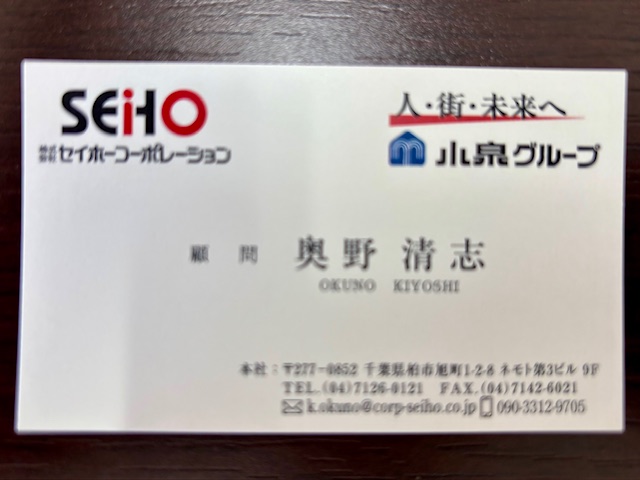 SEIHO
株式会社セイホーコーポレーション
人・街・未来へ
小泉グループ
顧問 奥野 清志
OKUNO KIYOSHI
本社：〒277-0852 千葉県柏市旭町1-2-8 ネモト第3ビル 9F
TEL.(04)7126-0121 FAX.(04)7142-6021
k.okuno@corp-seiho.co.jp 090-3312-9705